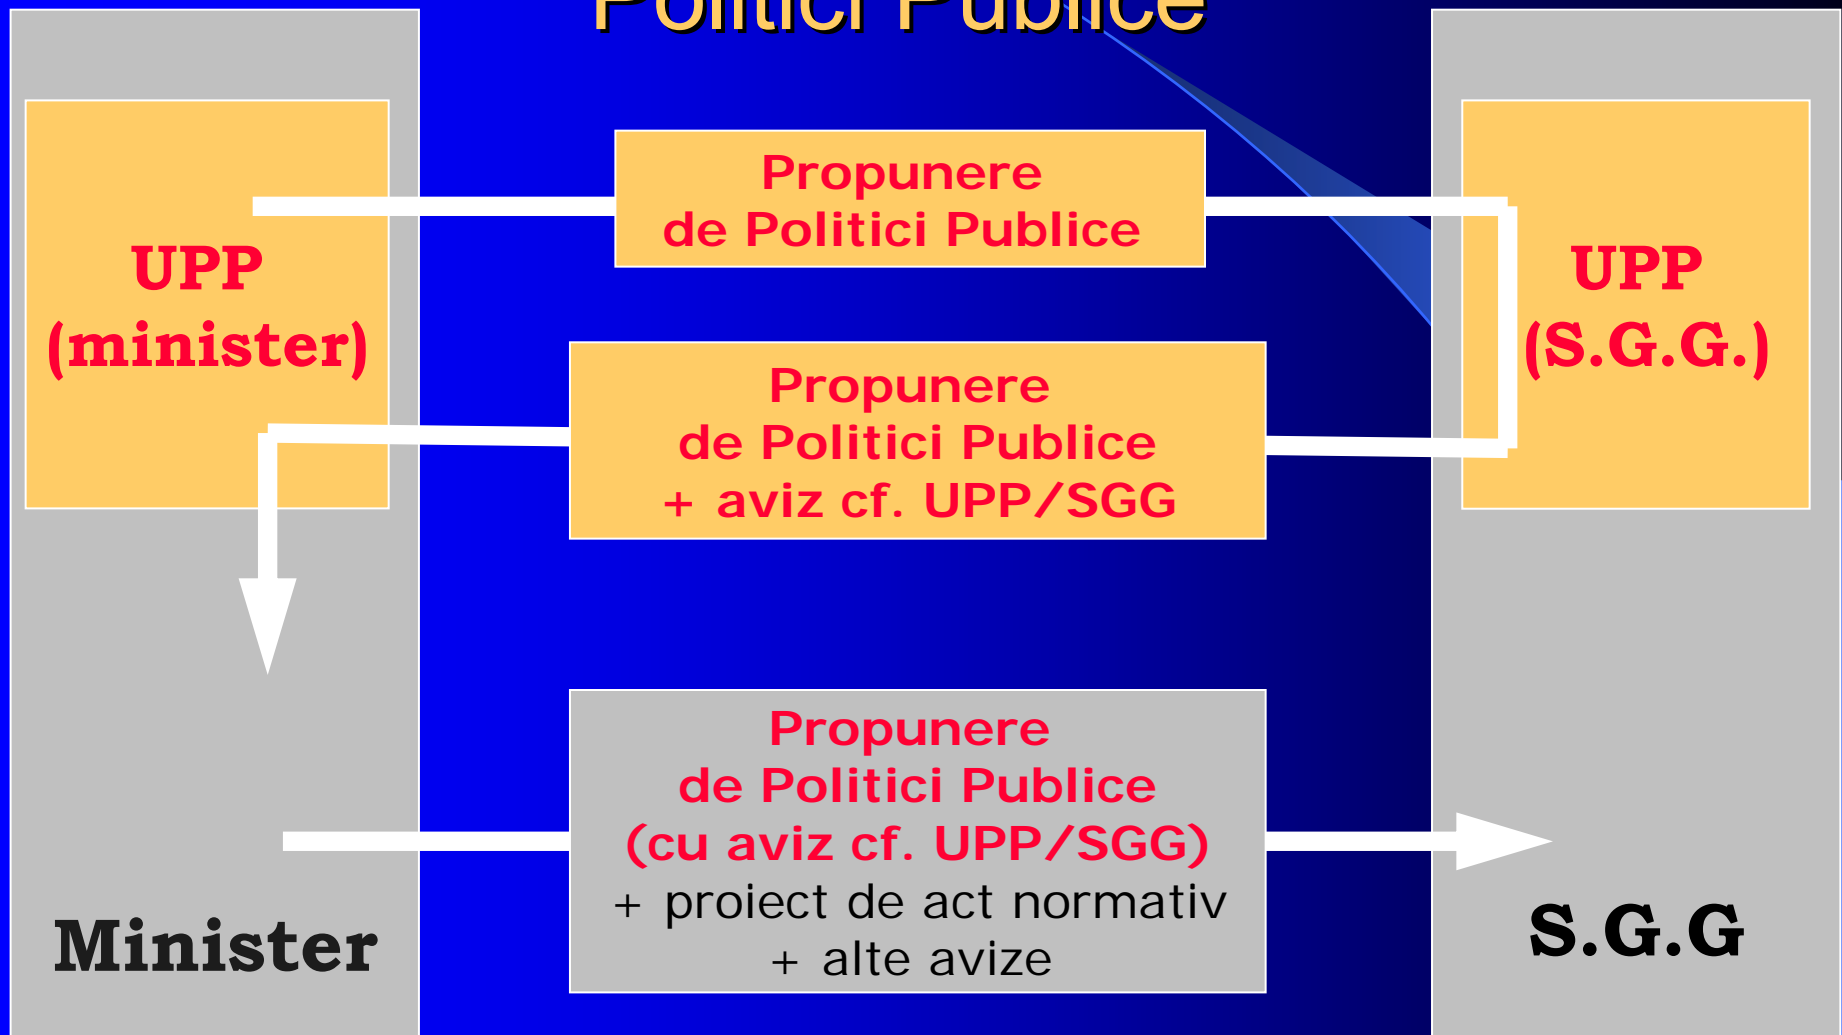 Politici Publice
UPP
(minister)
Propunere
de Politici Publice
UPP
(S.G.G.)
Propunere
de Politici Publice
+ aviz cf. UPP/SGG
Propunere
de Politici Publice
(cu aviz cf. UPP/SGG)
+ proiect de act normativ
+ alte avize
Minister
S.G.G